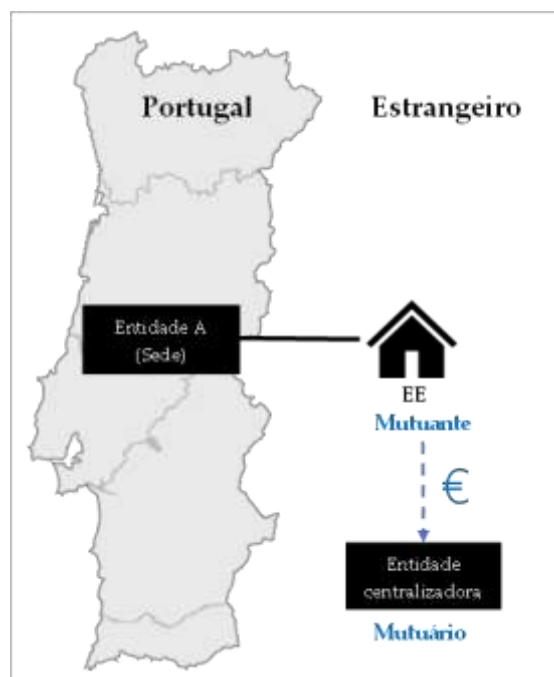 Portugal
Estrangeiro
Entidade A
(Sede)
EE
Mutuante
€
Entidade
centralizadora
Mutuário